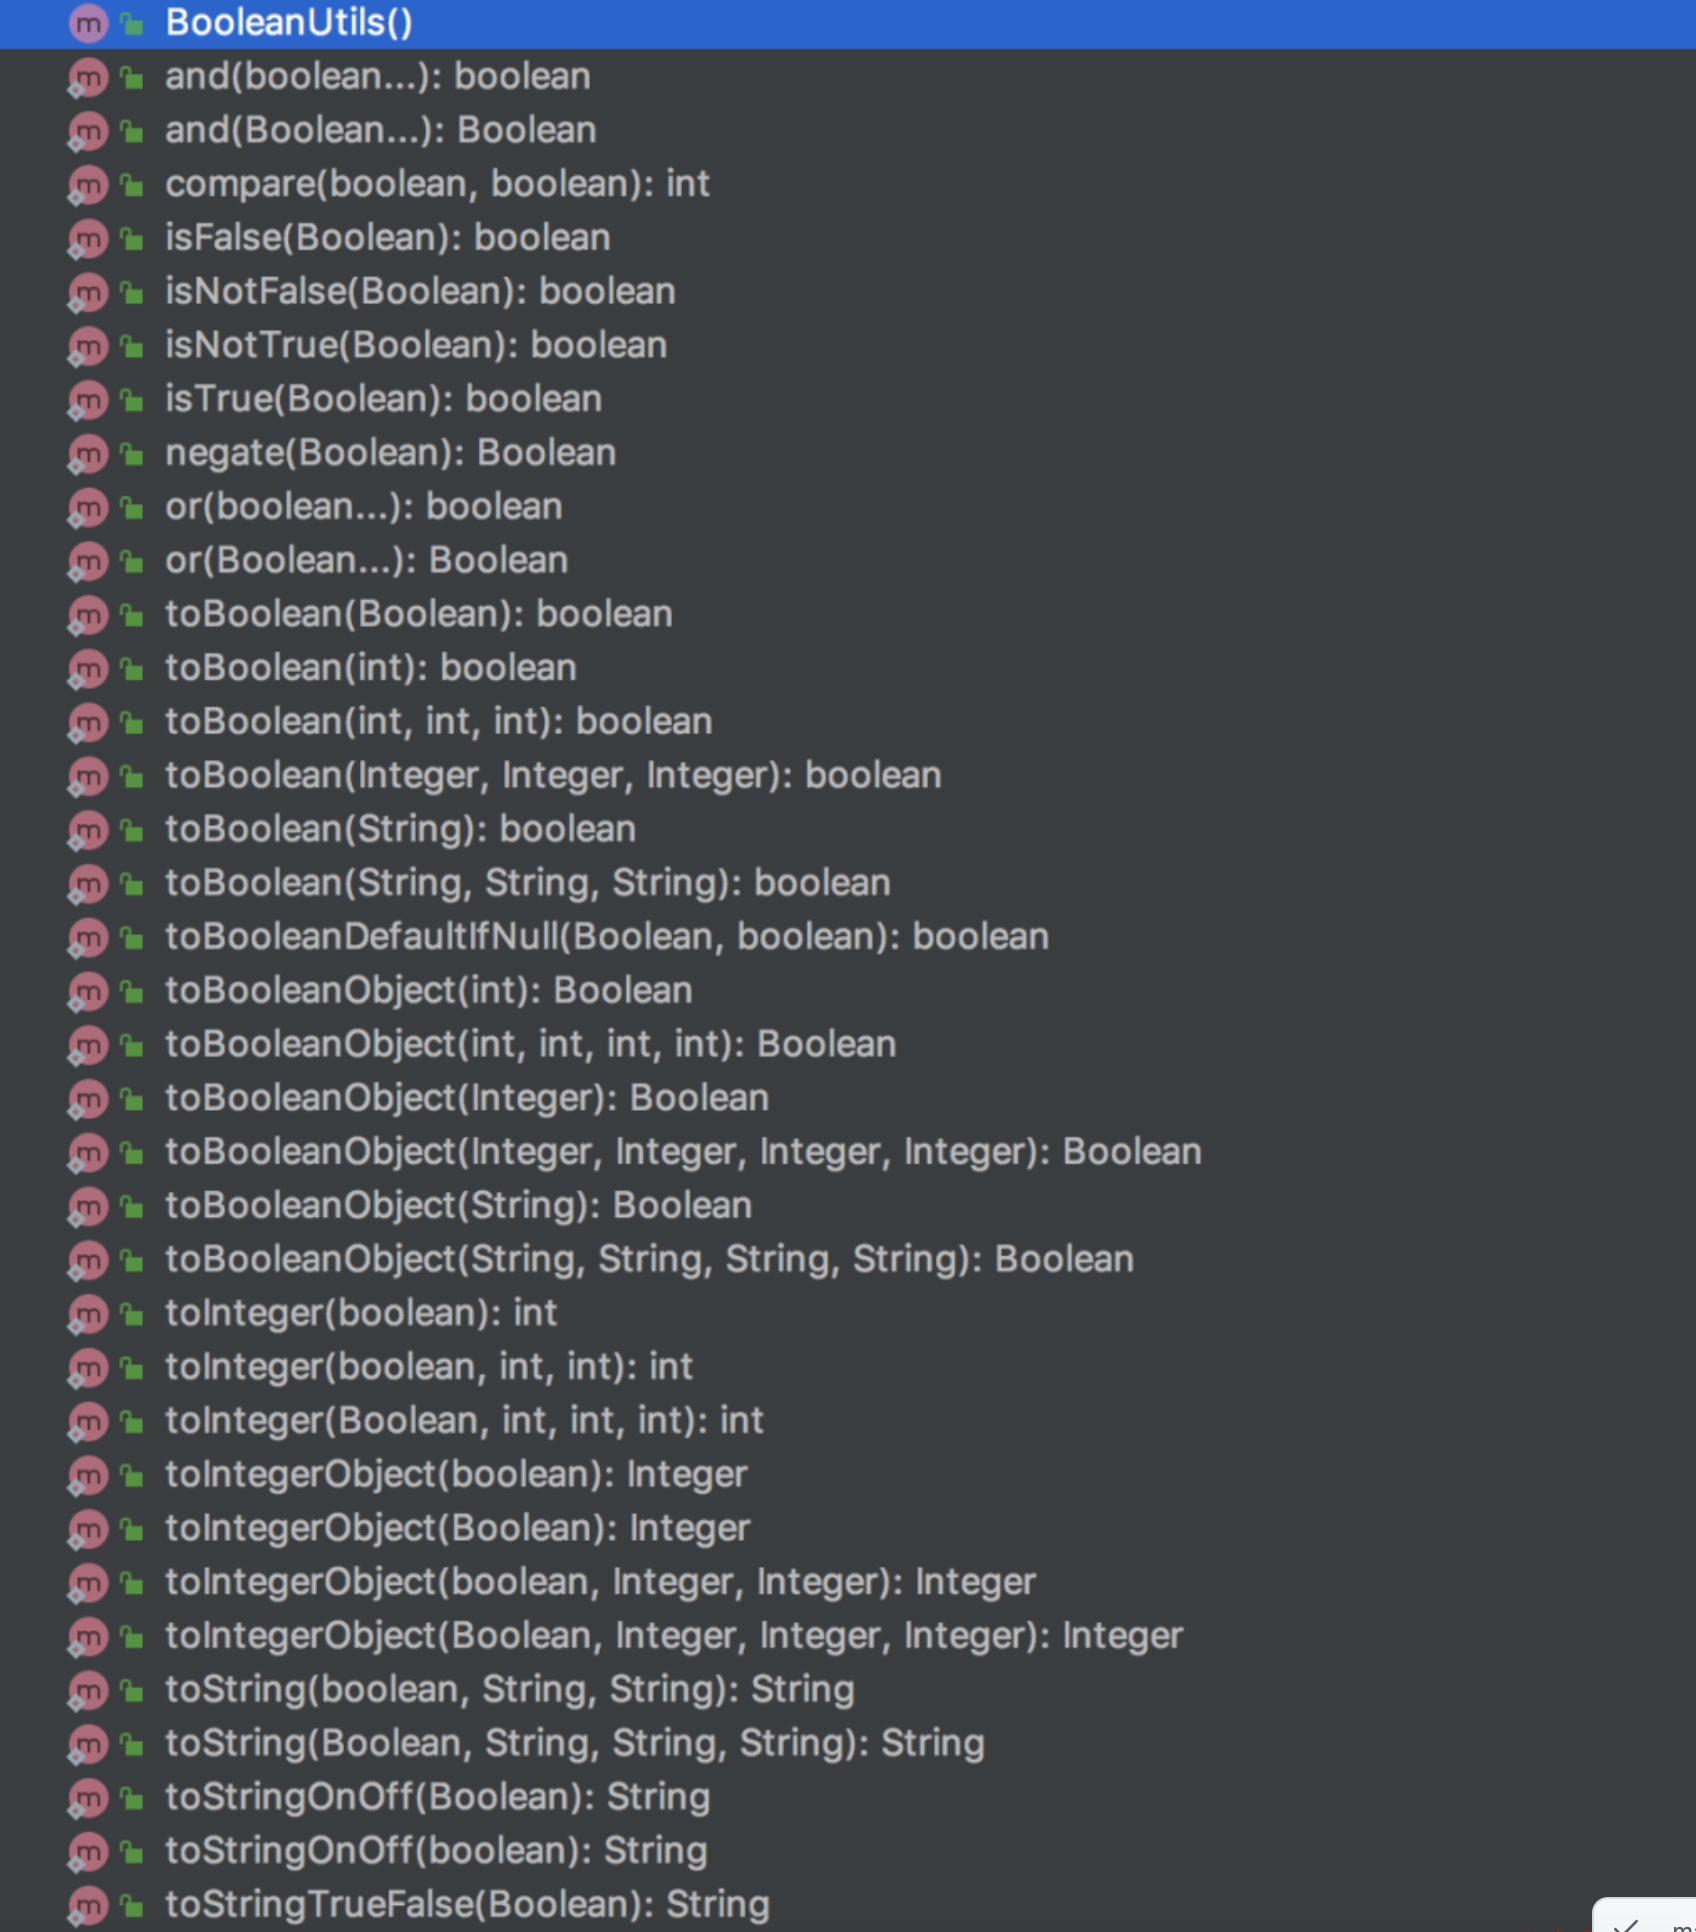 BooleanUtils()
and(boolean...): boolean
and(Boolean...): Boolean
compare(boolean, boolean): int
isFalse(Boolean): boolean
isNotFalse(Boolean): boolean
isNotTrue(Boolean): boolean
isTrue(Boolean): boolean
negate(Boolean): Boolean
or(boolean...): boolean
or(Boolean...): Boolean
toBoolean(Boolean): boolean
toBoolean(int): boolean
toBoolean(int, int, int): boolean
toBoolean(Integer, Integer, Integer): boolean
toBoolean(String): boolean
toBoolean(String, String, String): boolean
toBooleanDefaultIfNull(Boolean, boolean): boolean
toBooleanObject(int): Boolean
toBooleanObject(int, int, int, int): Boolean
toBooleanObject(Integer): Boolean
toBooleanObject(Integer, Integer, Integer, Integer): Boolean
toBooleanObject(String): Boolean
toBooleanObject(String, String, String, String): Boolean
toInteger(boolean): int
toInteger(boolean, int, int): int
toInteger(Boolean, int, int, int): int
toIntegerObject(boolean): Integer
toIntegerObject(Boolean): Integer
toIntegerObject(boolean, Integer, Integer): Integer
toIntegerObject(Boolean, Integer, Integer, Integer): Integer
toString(boolean, String, String): String
toString(Boolean, String, String, String): String
toStringOnOff(Boolean): String
toStringOnOff(boolean): String
toStringTrueFalse(Boolean): String